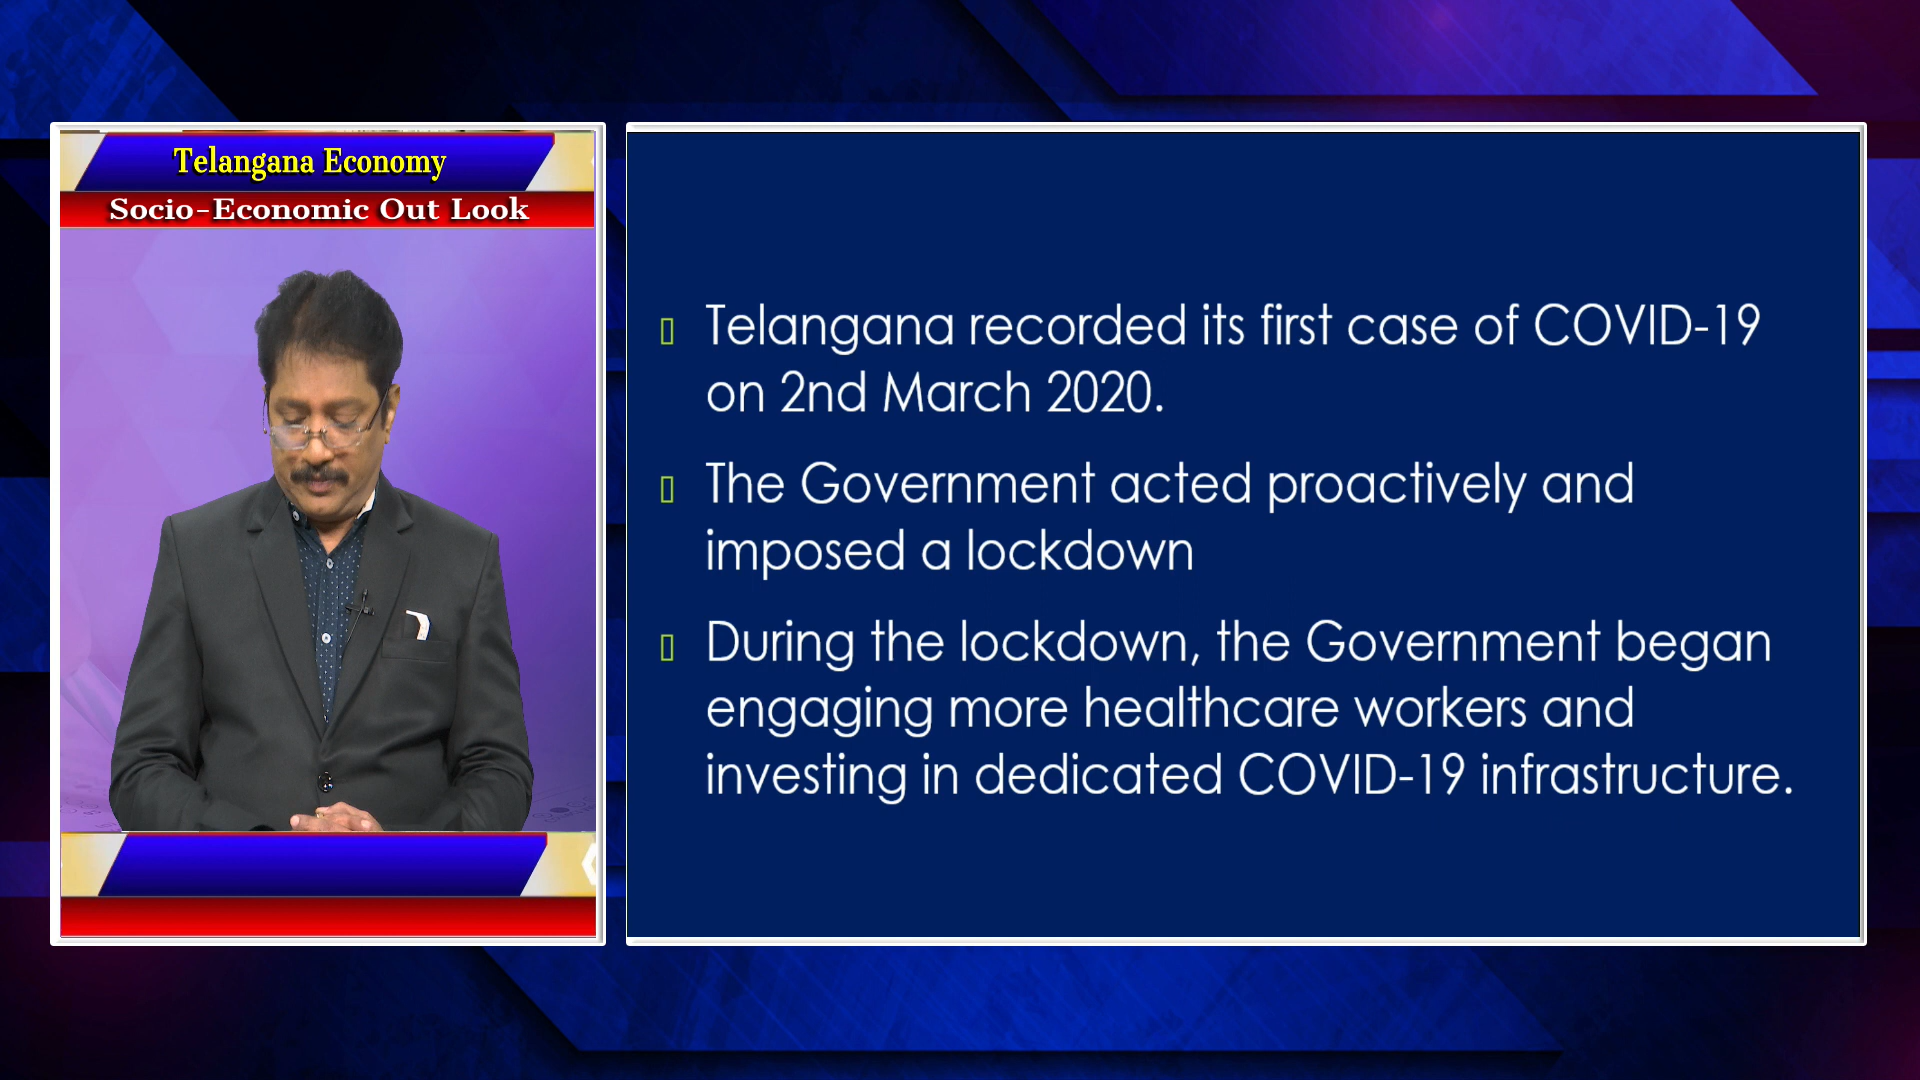 Telangana Economy
Socio-Economic Out Look
Telangana recorded its first case of COVID-19
on 2nd March 2020.
The Government acted proactively and
imposed a lockdown
During the lockdown, the Government began
engaging more healthcare workers and
investing in dedicated COVID-19 infrastructure.